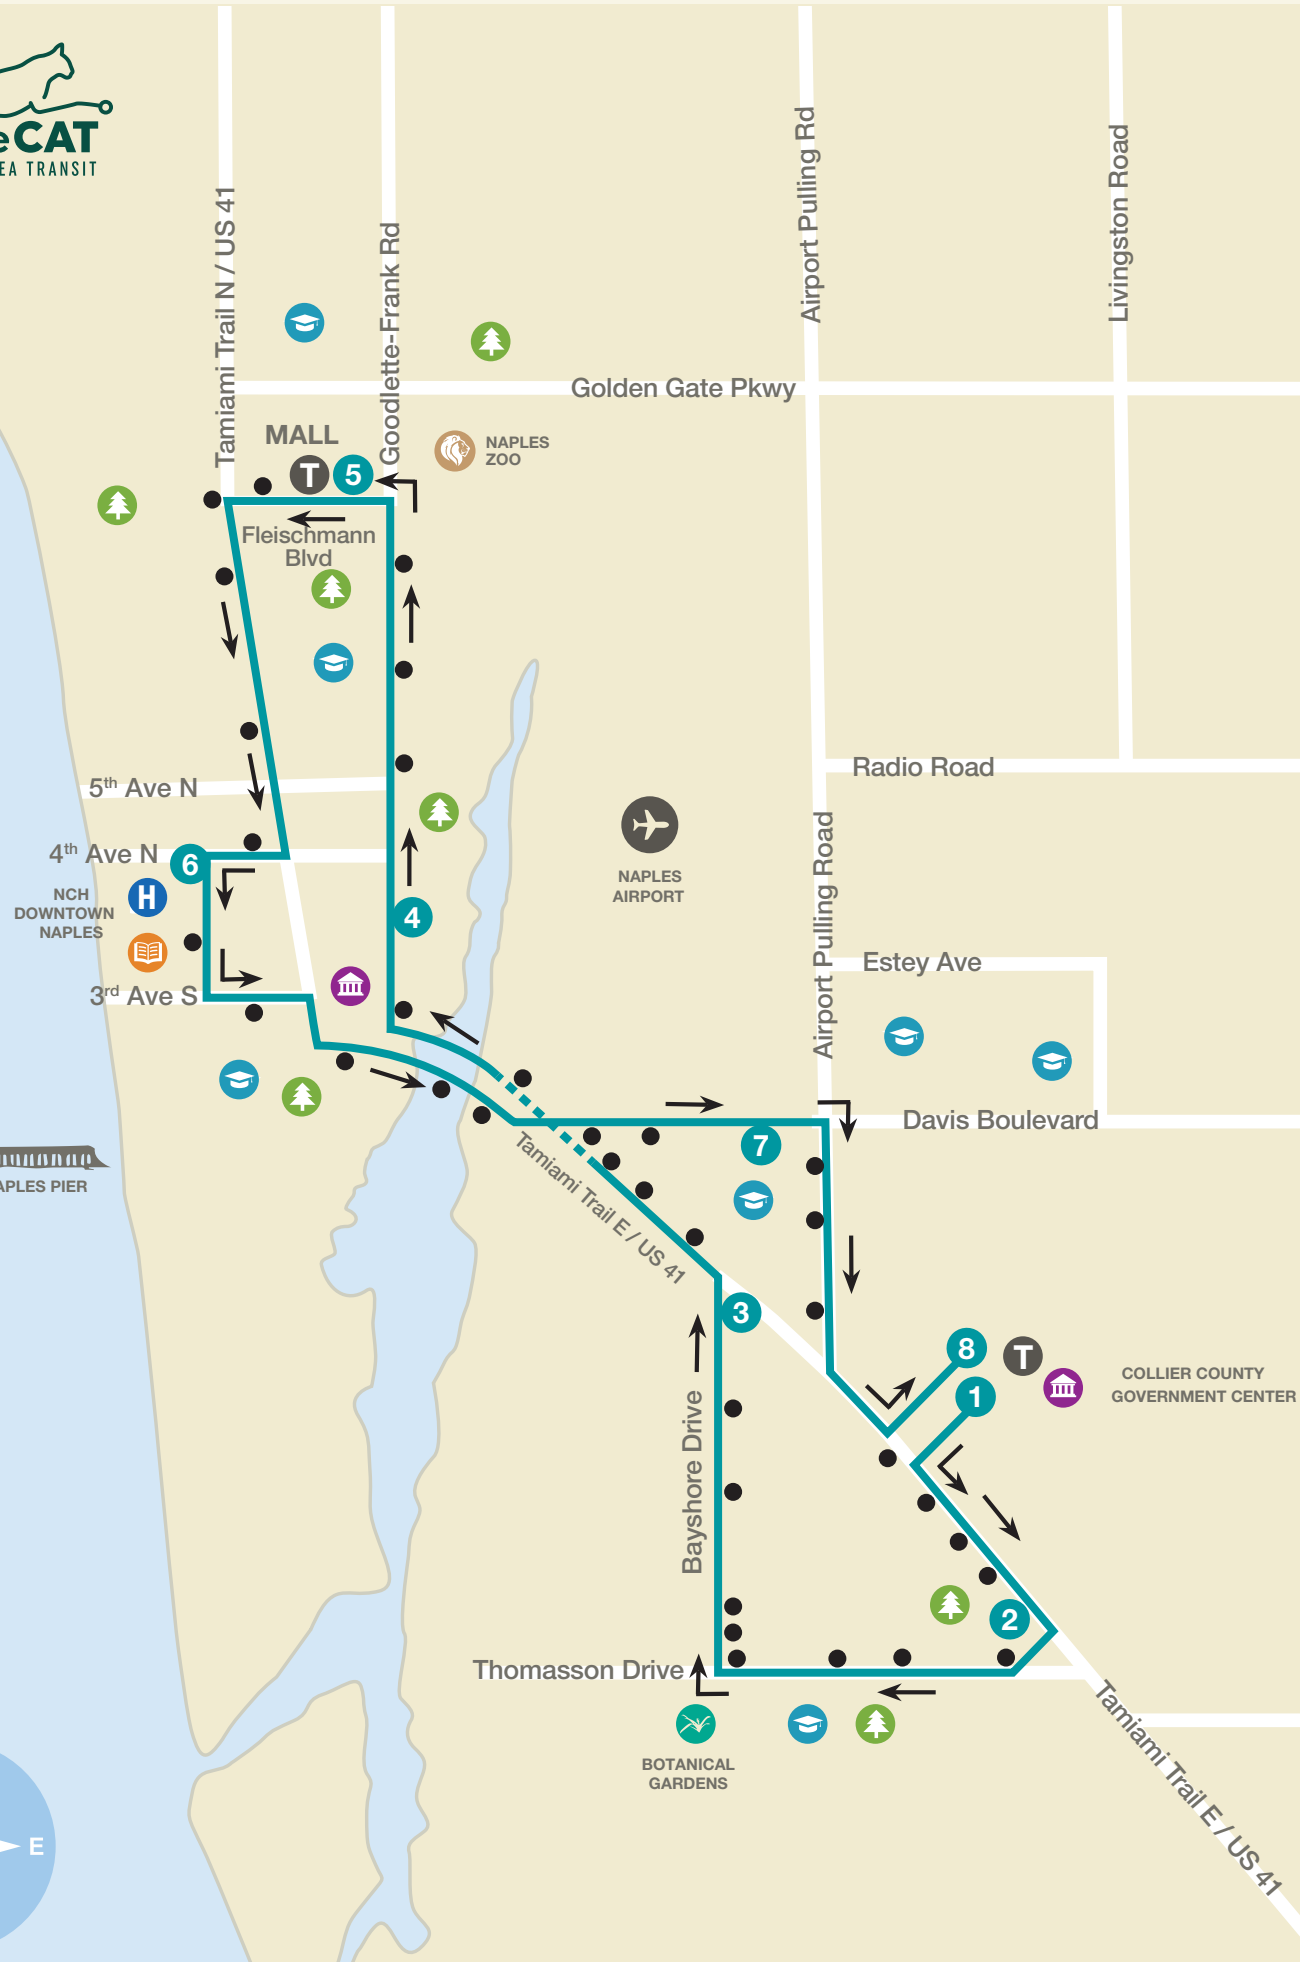 eCAT
EA TRANSIT
Tamiami Trail N / US 41
Goodlette-Frank Rd
Airport Pulling Rd
Livingston Road
Golden Gate Pkwy
MALL
T
5
NAPLES
ZOO
Fleischmann
Blvd
5th Ave N
Radio Road
NAPLES
AIRPORT
Airport Pulling Road
4th Ave N
6
NCH
DOWNTOWN
NAPLES
H
4
Estey Ave
3rd Ave S
Davis Boulevard
7
APLES PIER
Tamiami Trail E / US 41
3
8
T
1
COLLIER COUNTY
GOVERNMENT CENTER
Bayshore Drive
2
Thomasson Drive
BOTANICAL
GARDENS
Tamiami Trail E / US 41
E